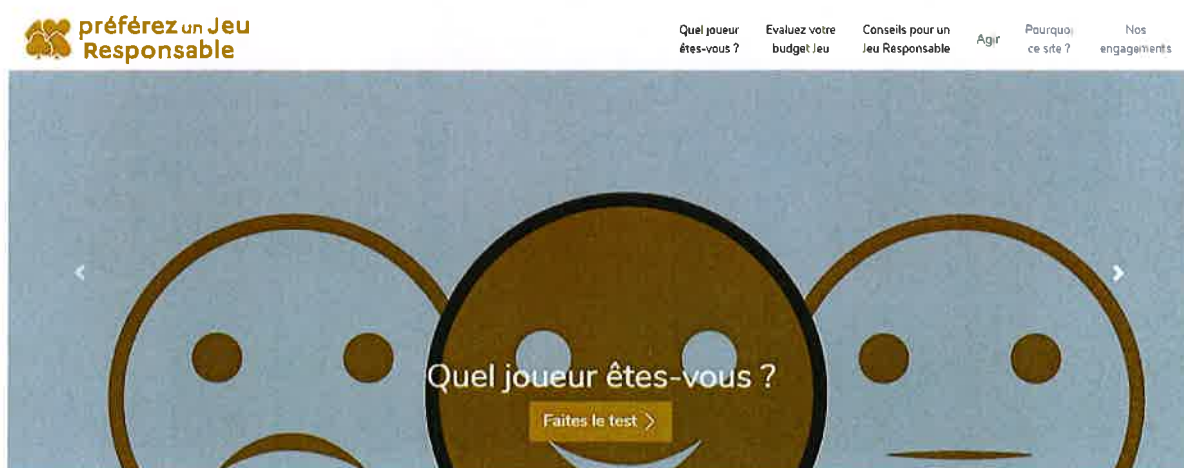 préférez un Jeu
Responsable
Quel joueur
êtes-vous ?
Evaluez votre
budget Jeu
Conseils pour un
Jeu Responsable
Agir
Pourquoi
ce site ?
Nos
engagements
Quel joueur êtes-vous ?
Faites le test